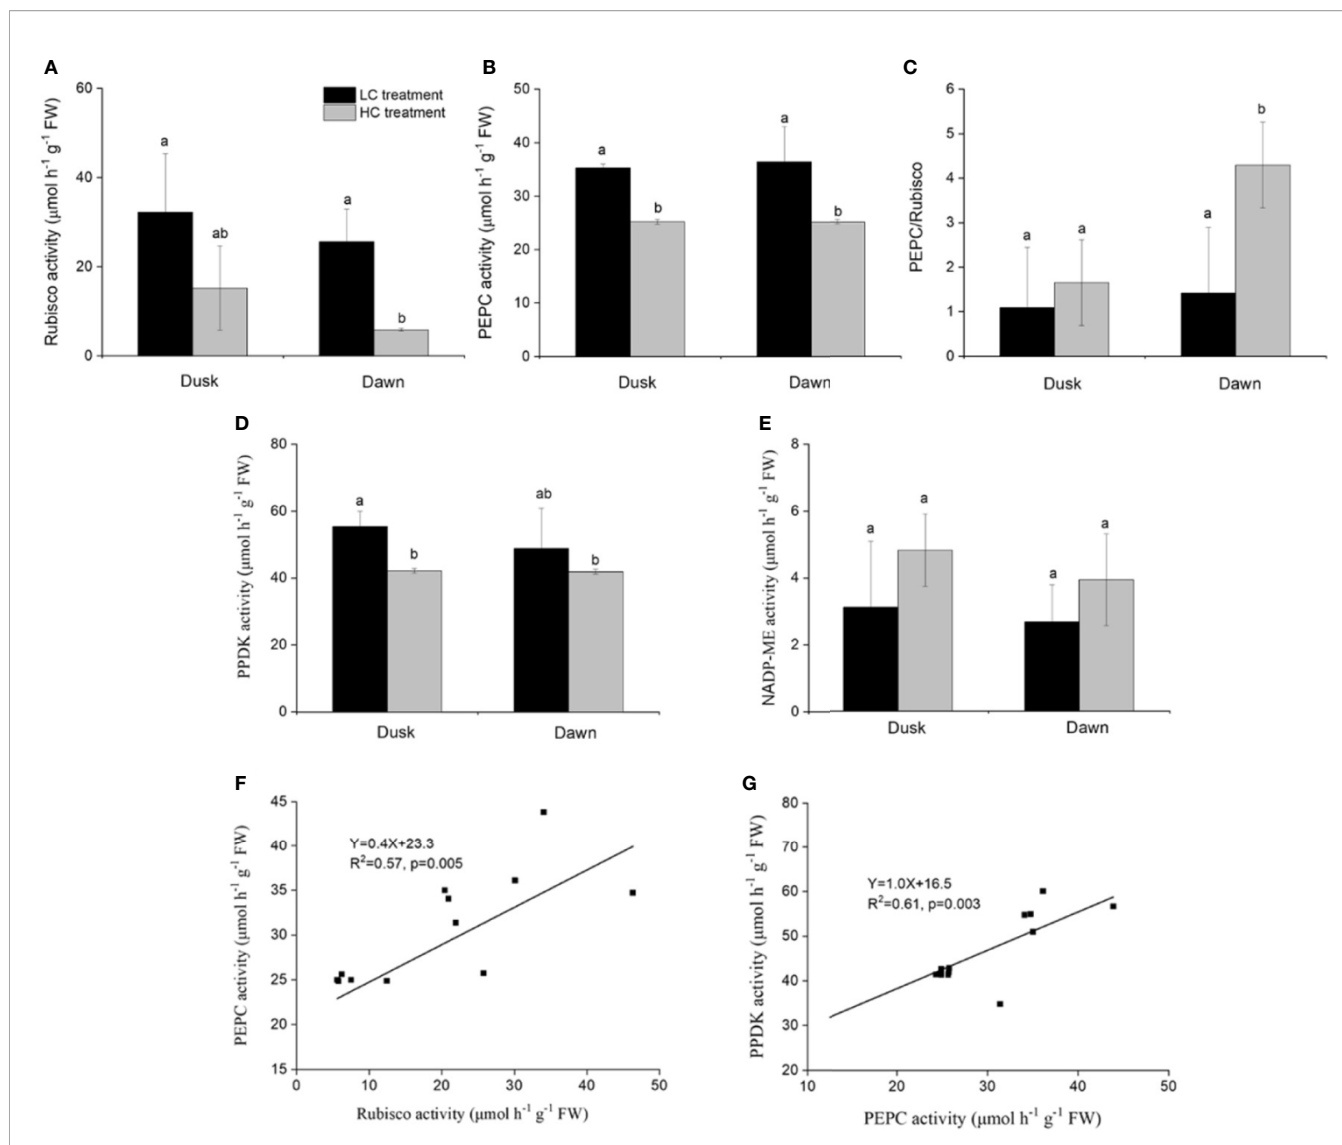 A
Rubisco activity (μmol h⁻¹ g⁻¹ FW)
60
40
20
0
LC treatment
HC treatment
a
ab
a
b
Dusk
Dawn
B
PEPC activity (μmol h⁻¹ g⁻¹ FW)
50
40
30
20
10
0
a
b
a
b
Dusk
Dawn
C
PEPC/Rubisco
6
5
4
3
2
1
0
a
a
a
b
Dusk
Dawn
D
PPDK activity (μmol h⁻¹ g⁻¹ FW)
80
60
40
20
0
a
b
ab
b
Dusk
Dawn
E
NADP-ME activity (μmol h⁻¹ g⁻¹ FW)
8
6
4
2
0
a
a
a
a
Dusk
Dawn
F
PEPC activity (μmol h⁻¹ g⁻¹ FW)
45
40
35
30
25
20
15
Y=0.4X+23.3
R²=0.57, p=0.005
0
10
20
30
40
50
Rubisco activity (μmol h⁻¹ g⁻¹ FW)
G
PPDK activity (μmol h⁻¹ g⁻¹ FW)
80
70
60
50
40
30
20
Y=1.0X+16.5
R²=0.61, p=0.003
10
20
30
40
50
PEPC activity (μmol h⁻¹ g⁻¹ FW)